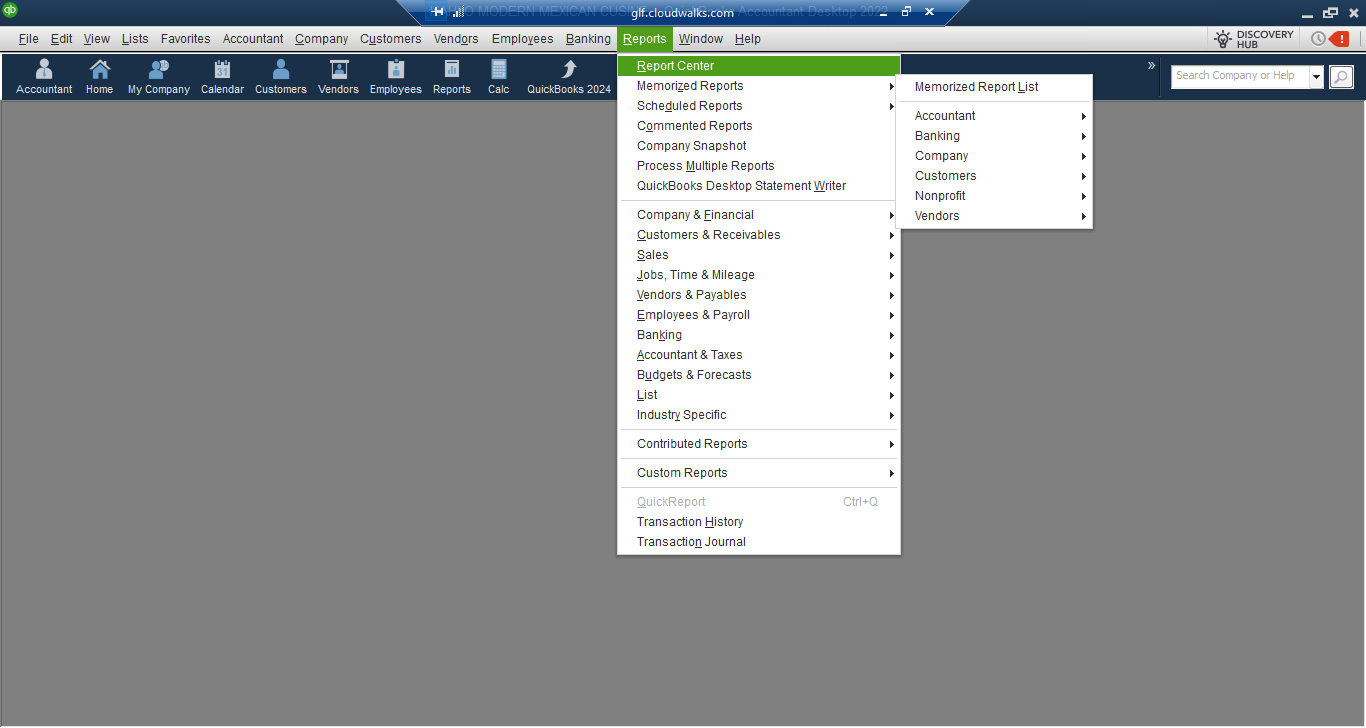 qb
O MODERN MEXICAN CUSI
glf.cloudwalks.com
Accountant Desktop 2022
File Edit View Lists Favorites Accountant Company Customers Vendors Employees Banking Reports Window Help
DISCOVERY
HUB
Accountant Home My Company Calendar Customers Vendors Employees Reports Calc QuickBooks 2024
31
»
Search Company or Help
Report Center
Memorized Reports
Scheduled Reports
Commented Reports
Company Snapshot
Process Multiple Reports
QuickBooks Desktop Statement Writer
Company & Financial
Customers & Receivables
Sales
Jobs, Time & Mileage
Vendors & Payables
Employees & Payroll
Banking
Accountant & Taxes
Budgets & Forecasts
List
Industry Specific
Contributed Reports
Custom Reports
QuickReport Ctrl+Q
Transaction History
Transaction Journal
Memorized Report List
Accountant
Banking
Company
Customers
Nonprofit
Vendors